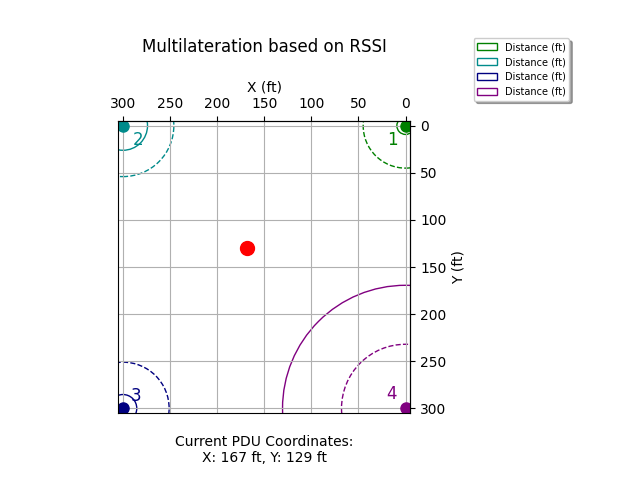 Multilateration based on RSSI
Distance (ft)
Distance (ft)
Distance (ft)
Distance (ft)
X (ft)
300 250 200 150 100 50 0
2
1
0
50
100
150
200
250
300
Y (ft)
3
4
Current PDU Coordinates:
X: 167 ft, Y: 129 ft